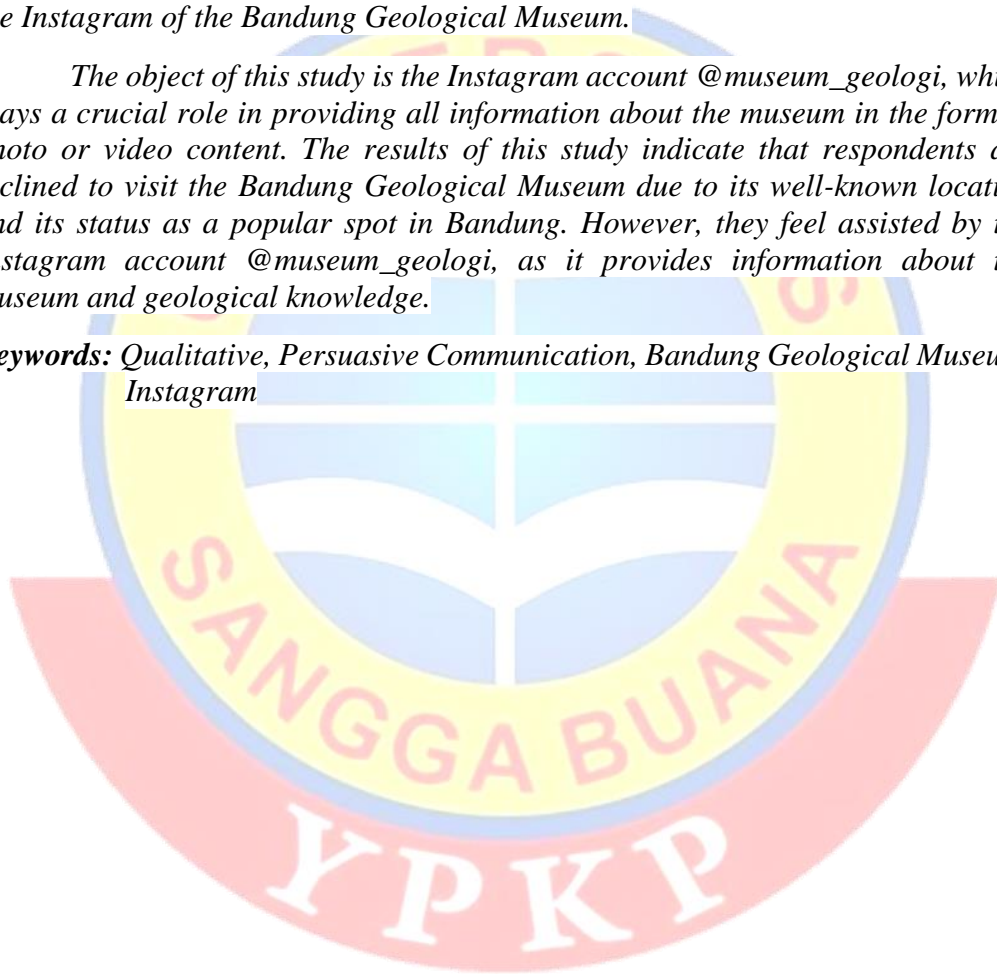 e Instagram of the Bandung Geological Museum.
The object of this study is the Instagram account @museum_geologi, whi
ays a crucial role in providing all information about the museum in the form
hoto or video content. The results of this study indicate that respondents a
clined to visit the Bandung Geological Museum due to its well-known locati
nd its status as a popular spot in Bandung. However, they feel assisted by t
nstagram account @museum_geologi, as it provides information about t
useum and geological knowledge.
eywords: Qualitative, Persuasive Communication, Bandung Geological Museu
Instagram
SANGGA BUANA
YPKP